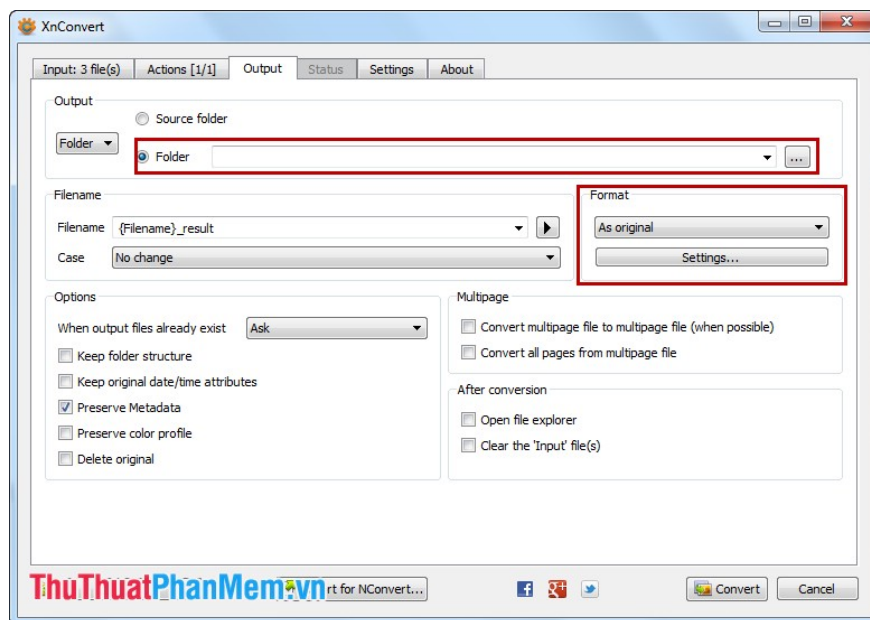 XnConvert
Input: 3 file(s) Actions [1/1] Output Status Settings About
Output
Source folder
Folder
Folder ...
Filename
Format
Filename {Filename}_result
As original
Case No change
Settings...
Options
Multipage
When output files already exist Ask
Convert multipage file to multipage file (when possible)
Keep folder structure
Convert all pages from multipage file
Keep original date/time attributes
After conversion
Preserve Metadata
Open file explorer
Preserve color profile
Clear the 'Input' file(s)
Delete original
ThuThuatPhanMem.vn rt for NConvert... Convert Cancel